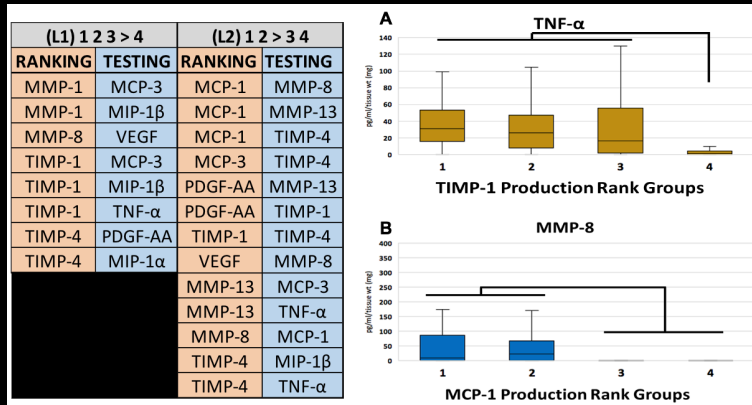 (L1) 1 2 3 > 4 (L2) 1 2 > 3 4
RANKING TESTING RANKING TESTING
MMP-1 MCP-3 MCP-1 MMP-8
MMP-1 MIP-1β MCP-1 MMP-13
MMP-8 VEGF MCP-1 TIMP-4
TIMP-1 MCP-3 MCP-3 TIMP-4
TIMP-1 MIP-1β PDGF-AA MMP-13
TIMP-1 TNF-α PDGF-AA TIMP-1
TIMP-4 PDGF-AA TIMP-1 TIMP-4
TIMP-4 MIP-1α VEGF MMP-8
MMP-13 MCP-3
MMP-13 TNF-α
MMP-8 MCP-1
TIMP-4 MIP-1β
TIMP-4 TNF-α
A
TNF-α
pg/ml/tissue wt (mg)
140
120
100
80
60
40
20
0
1 2 3 4
TIMP-1 Production Rank Groups
B
MMP-8
pg/ml/tissue wt (mg)
400
350
300
250
200
150
100
50
0
1 2 3 4
MCP-1 Production Rank Groups